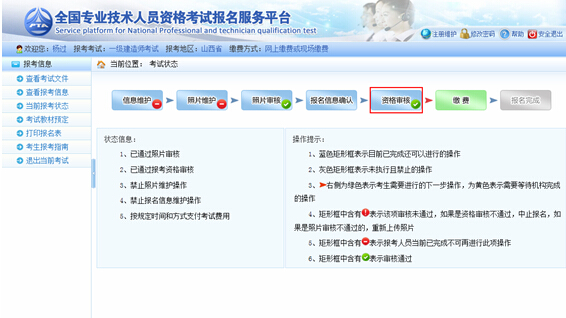 全国专业技术人员资格考试报名服务平台
Service platform for National Professional and technician qualification test
注册维护 修改密码 帮助 安全退出
欢迎您: 杨过 报考考试: 一级建造师考试 报考地区: 山西省 缴费方式: 网上缴费或现场缴费
报考信息
查看考试文件
查看报考信息
当前报考状态
考试教材预定
打印报名表
考生报考指南
退出当前考试
当前位置: 考试状态
信息维护 照片维护 照片审核 报名信息确认 资格审核 缴 费 报名完成
状态信息:
1、已通过照片审核
2、已通过报考资格审核
3、禁止照片维护操作
4、禁止报名信息维护操作
5、按规定时间和方式支付考试费用
操作提示:
1、蓝色矩形框表示目前已完成还可以进行的操作
2、灰色矩形框表示未执行且禁止的操作
3、右侧为绿色表示考生需要进行的下一步操作，为黄色表示需要等待机构完成
的操作
4、矩形框中含有表示该项审核未通过，如果是资格审核不通过，中止报名，如
果是照片审核不通过的，重新上传照片
5、矩形框中含有表示报考人员当前已完成不可再进行此项操作
6、矩形框中含有表示审核通过